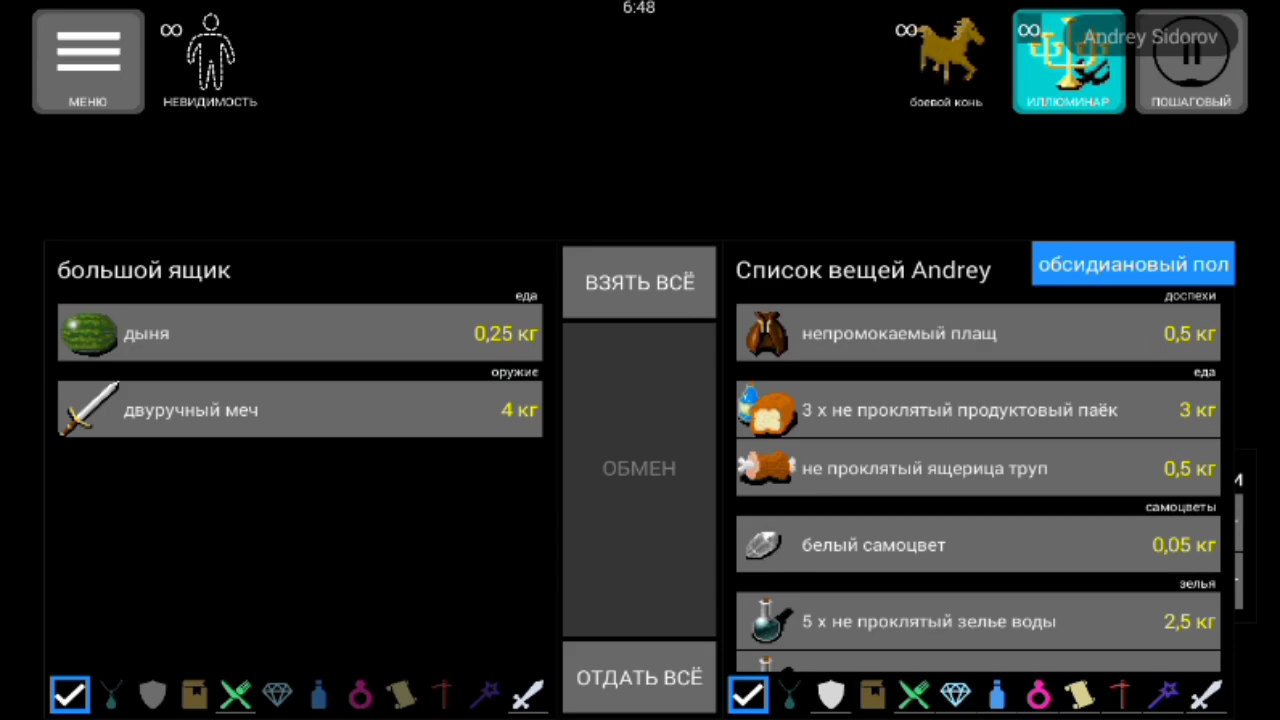 6:48
∞
∞
∞
Andrey Sidorov
МЕНЮ
НЕВИДИМОСТЬ
боевой конь
ИЛЛЮМИНАР
ПОШАГОВЫЙ
большой ящик
еда
дыня 0,25 кг
оружие
двуручный меч 4 кг
ВЗЯТЬ ВСЁ
ОБМЕН
ОТДАТЬ ВСЁ
Список вещей Andrey
обсидиановый пол
доспехи
непромокаемый плащ 0,5 кг
еда
3 x не проклятый продуктовый паёк 3 кг
не проклятый ящерица труп 0,5 кг
самоцветы
белый самоцвет 0,05 кг
зелья
5 x не проклятый зелье воды 2,5 кг